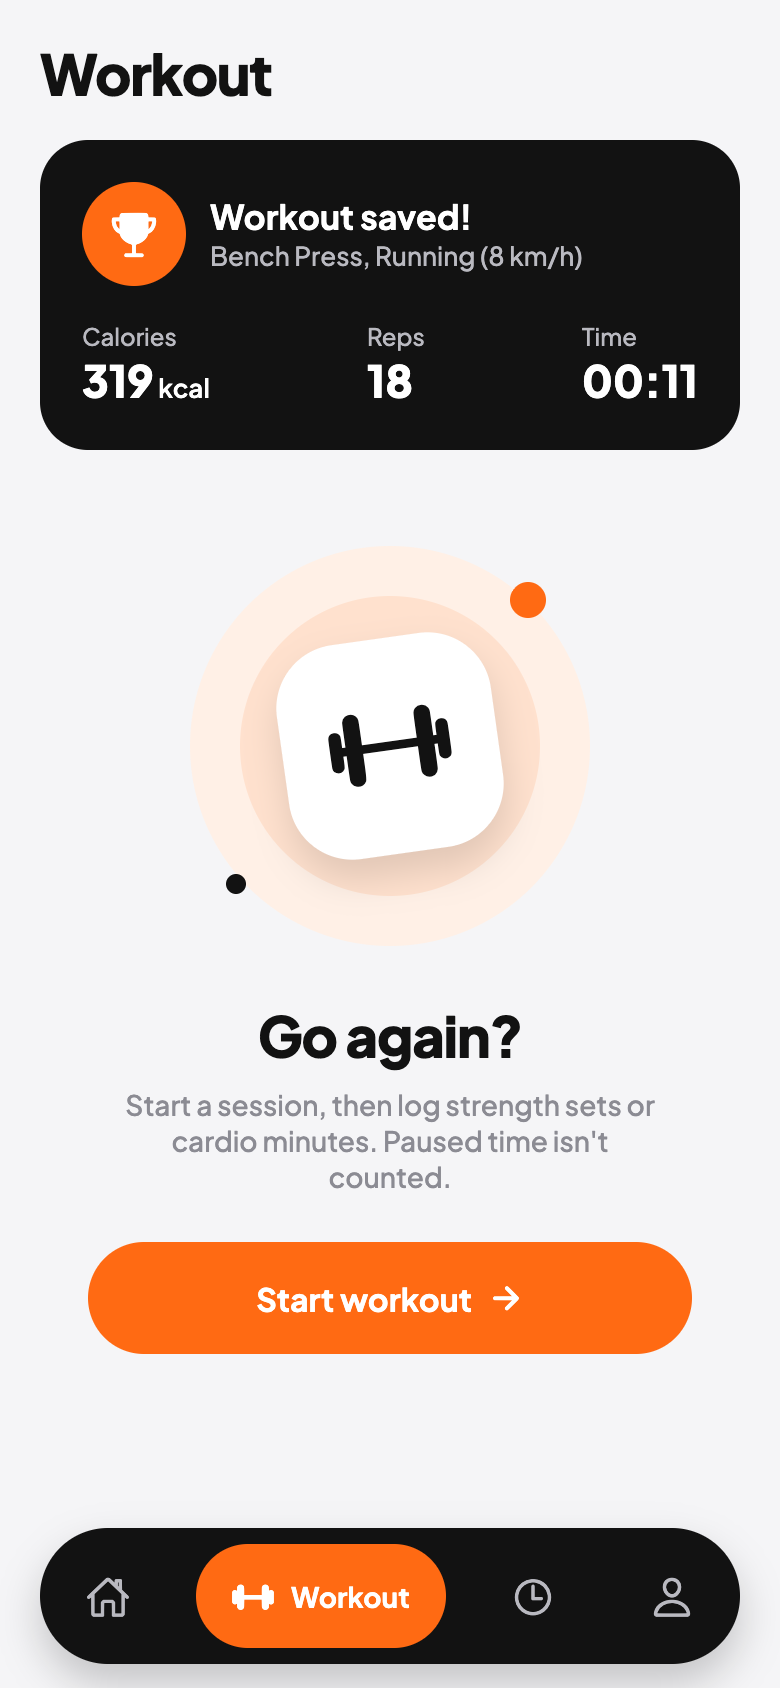 Workout
Workout saved!
Bench Press, Running (8 km/h)
Calories
319 kcal
Reps
18
Time
00:11
Go again?
Start a session, then log strength sets or
cardio minutes. Paused time isn't
counted.
Start workout →
Workout